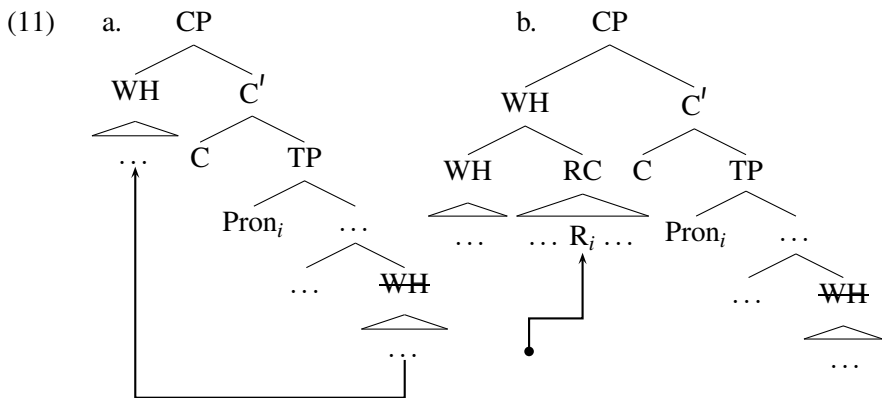 (11) a. CP b. CP
WH C′ WH C′
... C TP WH RC C TP
Pron_i ... ... ... R_i ... Pron_i ...
... WH ... WH
... ...